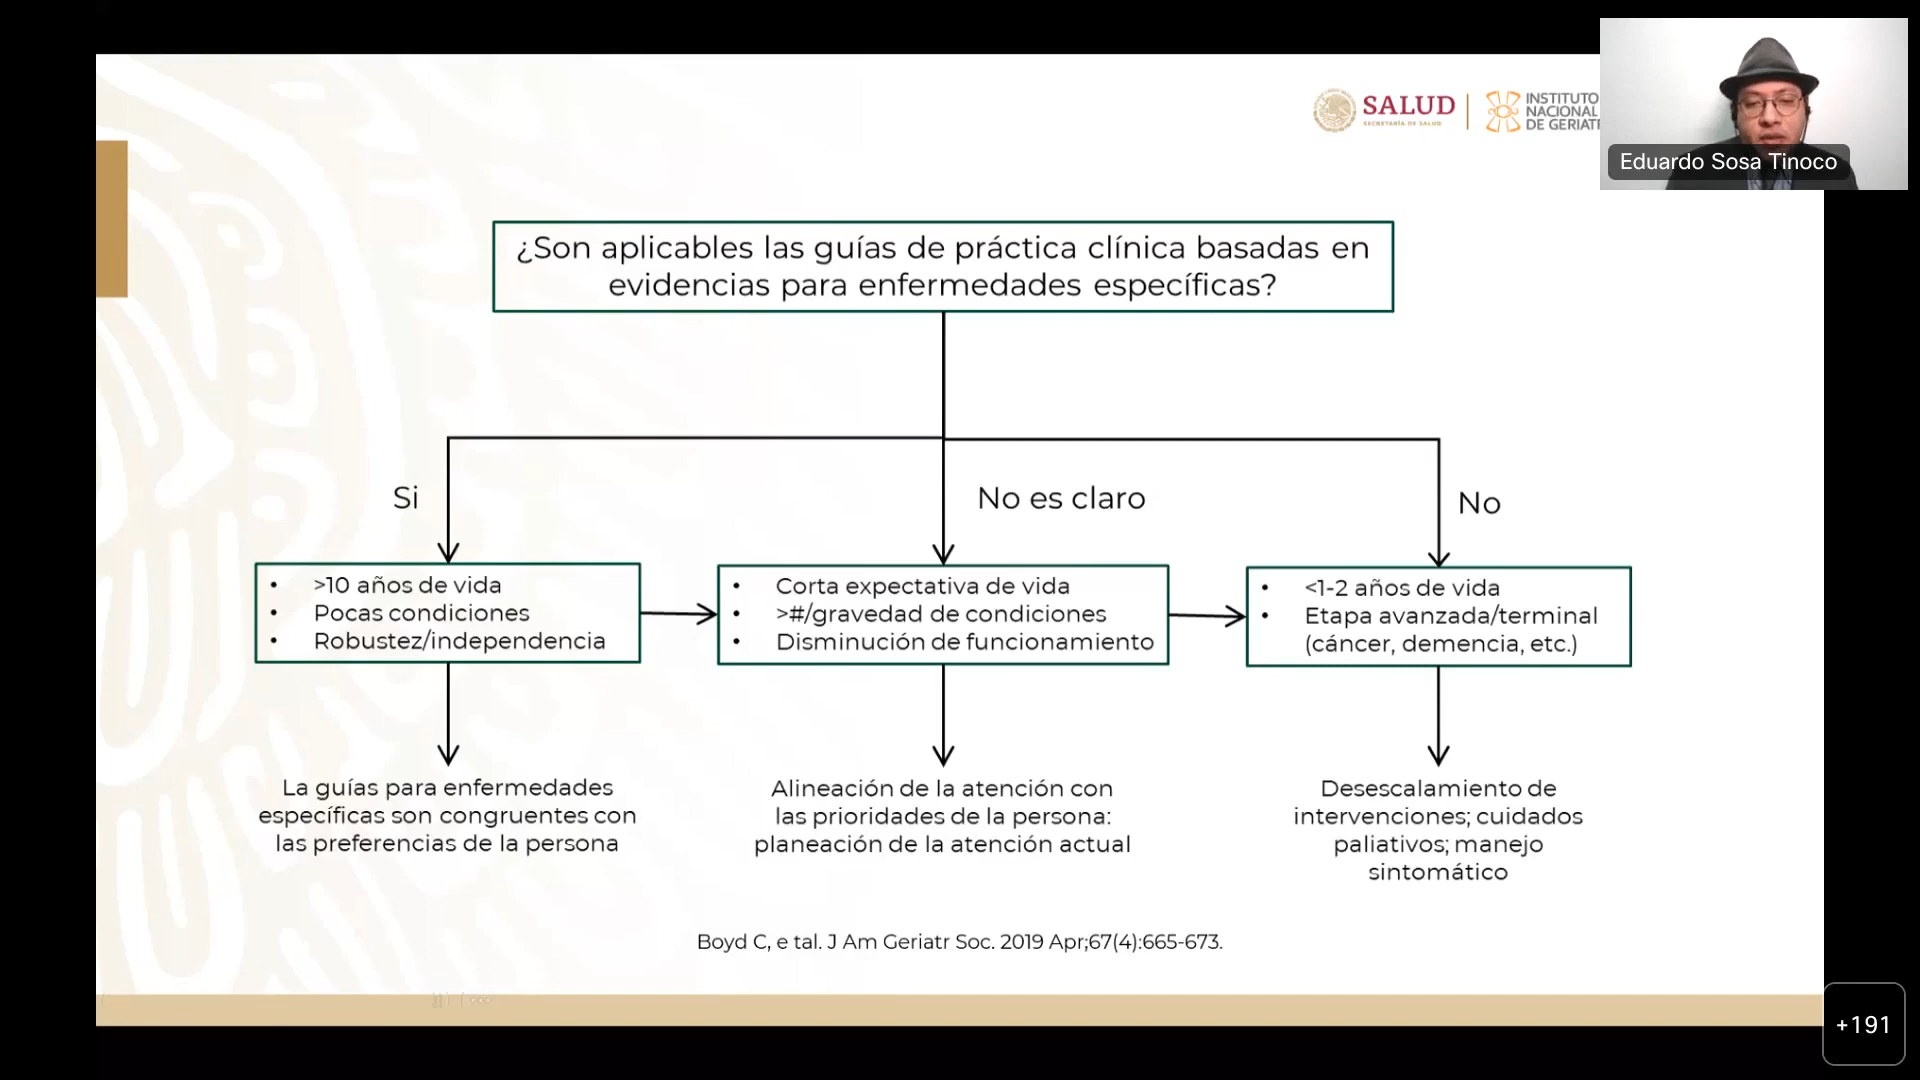 SALUD
SECRETARÍA DE SALUD
INSTITUTO
NACIONAL
DE GERIATR
Eduardo Sosa Tinoco
¿Son aplicables las guías de práctica clínica basadas en
evidencias para enfermedades específicas?
Si
No es claro
No
• >10 años de vida
• Pocas condiciones
• Robustez/independencia
• Corta expectativa de vida
• >#/gravedad de condiciones
• Disminución de funcionamiento
• <1-2 años de vida
• Etapa avanzada/terminal
(cáncer, demencia, etc.)
La guías para enfermedades
específicas son congruentes con
las preferencias de la persona
Alineación de la atención con
las prioridades de la persona:
planeación de la atención actual
Desescalamiento de
intervenciones; cuidados
paliativos; manejo
sintomático
Boyd C, e tal. J Am Geriatr Soc. 2019 Apr;67(4):665-673.
+191